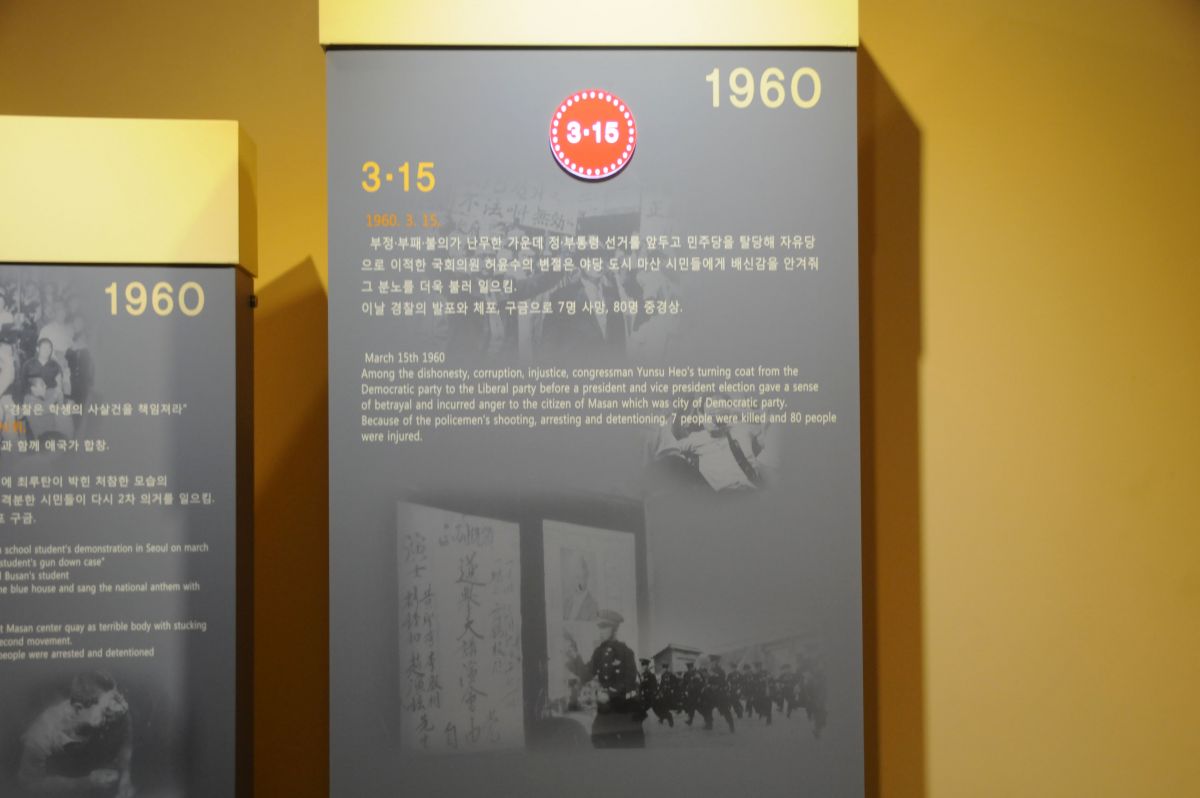 1960
3·15
3·15
1960. 3. 15.
부정·부패·불의가 난무한 가운데 정·부통령 선거를 앞두고 민주당을 탈당해 자유당
으로 이적한 국회의원 허윤수의 변절은 야당 도시 마산 시민들에게 배신감을 안겨줘
그 분노를 더욱 불러 일으킴.
이날 경찰의 발포와 체포, 구금으로 7명 사망, 80명 중경상.
March 15th 1960
Among the dishonesty, corruption, injustice, congressman Yunsu Heo's turning coat from the
Democratic party to the Liberal party before a president and vice president election gave a sense
of betrayal and incurred anger to the citizen of Masan which was city of Democratic party.
Because of the policemen's shooting, arresting and detentioning, 7 people were killed and 80 people
were injured.
1960
"경찰은 학생의 사살건을 책임져라"
과 함께 애국가 합창.
에 최루탄이 박힌 처참한 모습의
격분한 시민들이 다시 2차 의거를 일으킴.
구금.
school student's demonstration in Seoul on march
student's gun down case"
Busan's student
the blue house and sang the national anthem with
Masan center quay as terrible body with stucking
second movement.
people were arrested and detentioned